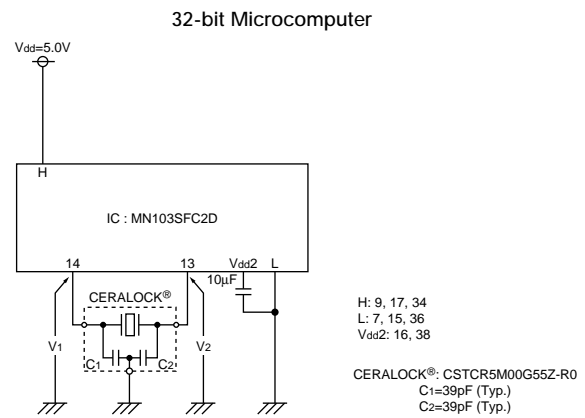 32-bit Microcomputer
Vdd=5.0V
H
IC : MN103SFC2D
14
13
Vdd2
L
10μF
CERALOCK®
V1
C1
C2
V2
H: 9, 17, 34
L: 7, 15, 36
Vdd2: 16, 38
CERALOCK®: CSTCR5M00G55Z-R0
C1=39pF (Typ.)
C2=39pF (Typ.)